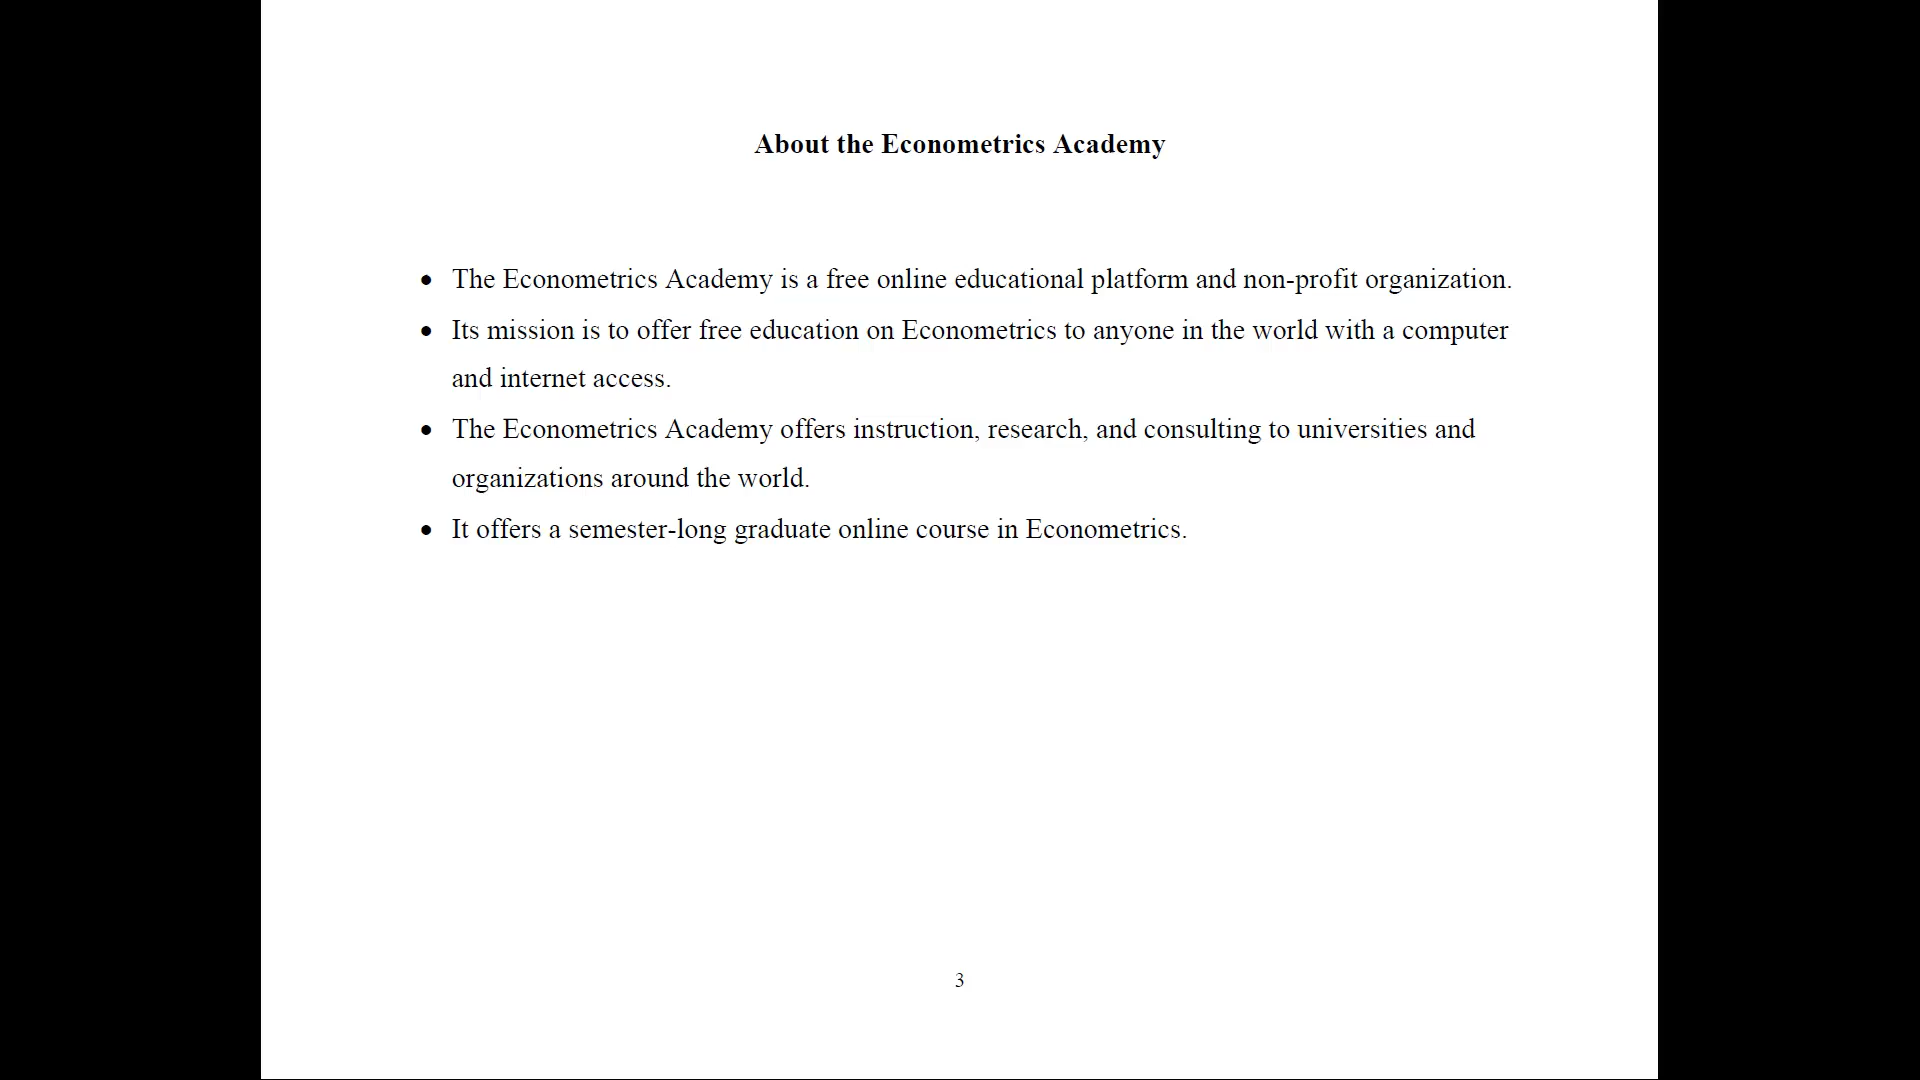 About the Econometrics Academy
• The Econometrics Academy is a free online educational platform and non-profit organization.
• Its mission is to offer free education on Econometrics to anyone in the world with a computer
and internet access.
• The Econometrics Academy offers instruction, research, and consulting to universities and
organizations around the world.
• It offers a semester-long graduate online course in Econometrics.
3